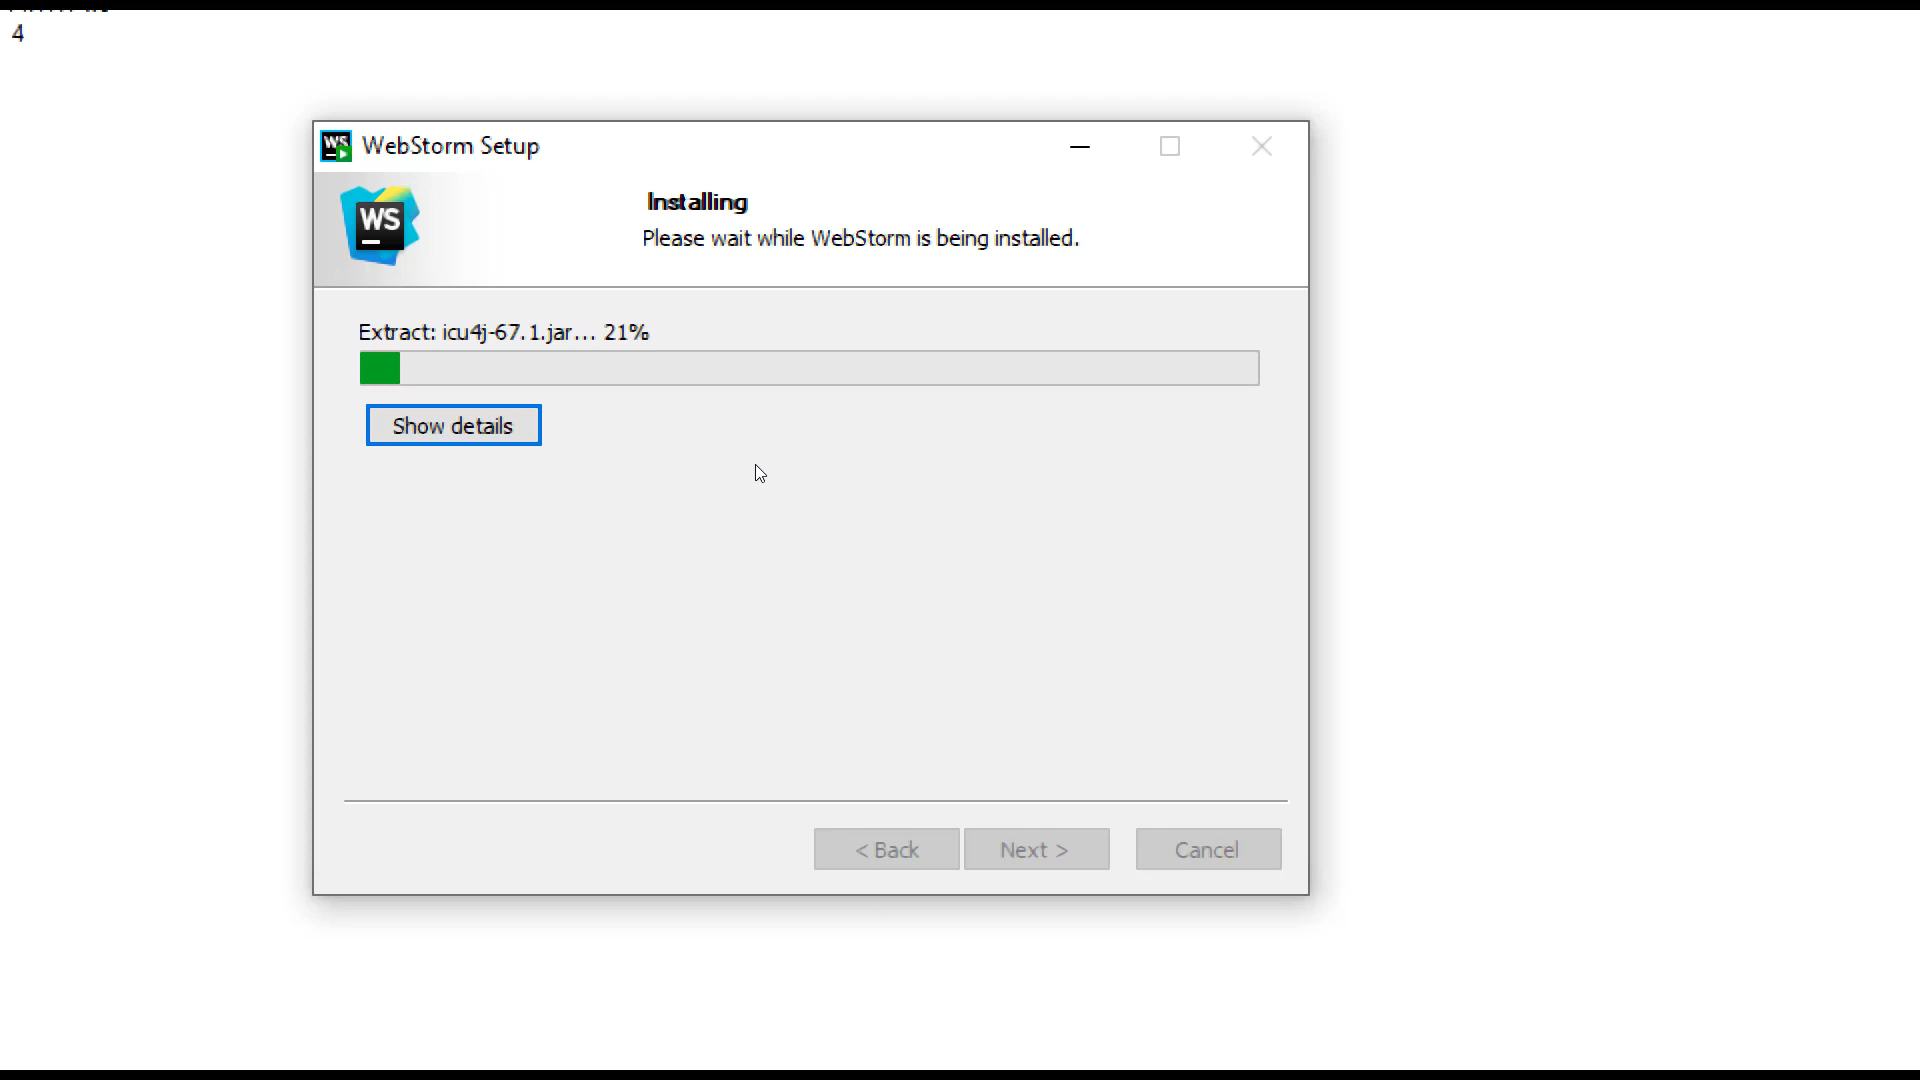 4
WS
WebStorm Setup
WS
Installing
Please wait while WebStorm is being installed.
Extract: icu4j-67.1.jar... 21%
Show details
< Back
Next >
Cancel